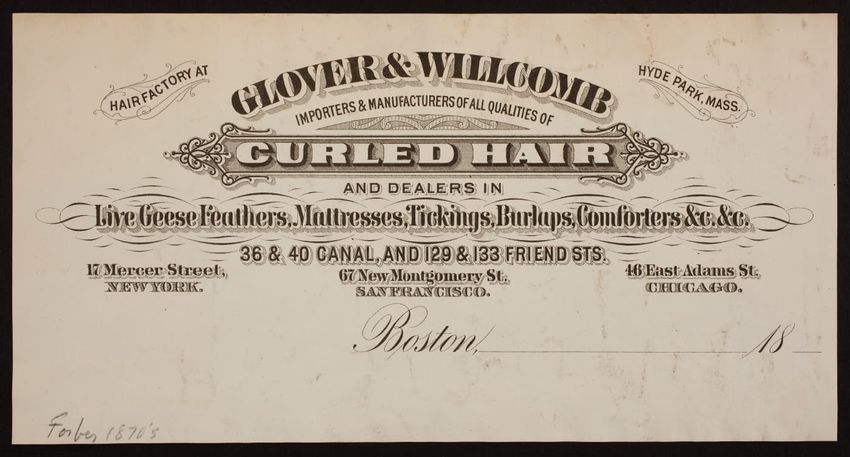 GLOVER & WILLCOMB
HAIR FACTORY AT
HYDE PARK, MASS.
IMPORTERS & MANUFACTURERS OF ALL QUALITIES OF
CURLED HAIR
AND DEALERS IN
Live Geese Feathers, Mattresses, Tickings, Burlaps, Comforters &c. &c.
36 & 40 CANAL, AND 129 & 133 FRIEND STS.
17 Mercer Street,
NEW YORK.
67 New Montgomery St.
SAN FRANCISCO.
46 East Adams St.
CHICAGO.
Boston, 18
Forbes 1870's